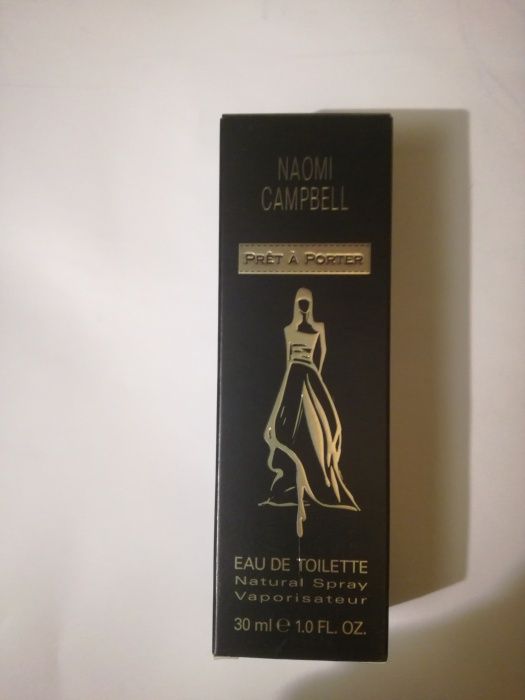 NAOMI
CAMPBELL
PRÊT À PORTER
EAU DE TOILETTE
Natural Spray
Vaporisateur
30 ml ℮ 1.0 FL. OZ.